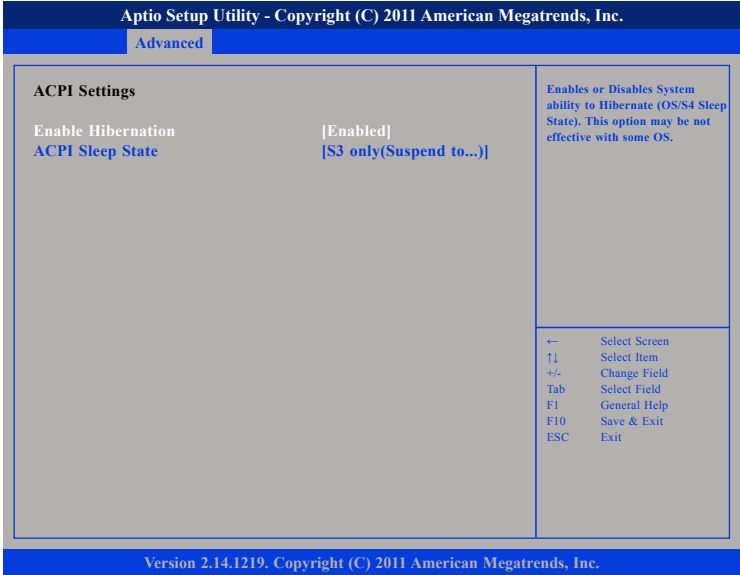 Aptio Setup Utility - Copyright (C) 2011 American Megatrends, Inc.
Advanced
ACPI Settings
Enable Hibernation [Enabled]
ACPI Sleep State [S3 only(Suspend to...)]
Enables or Disables System
ability to Hibernate (OS/S4 Sleep
State). This option may be not
effective with some OS.
← Select Screen
↑↓ Select Item
+/- Change Field
Tab Select Field
F1 General Help
F10 Save & Exit
ESC Exit
Version 2.14.1219. Copyright (C) 2011 American Megatrends, Inc.